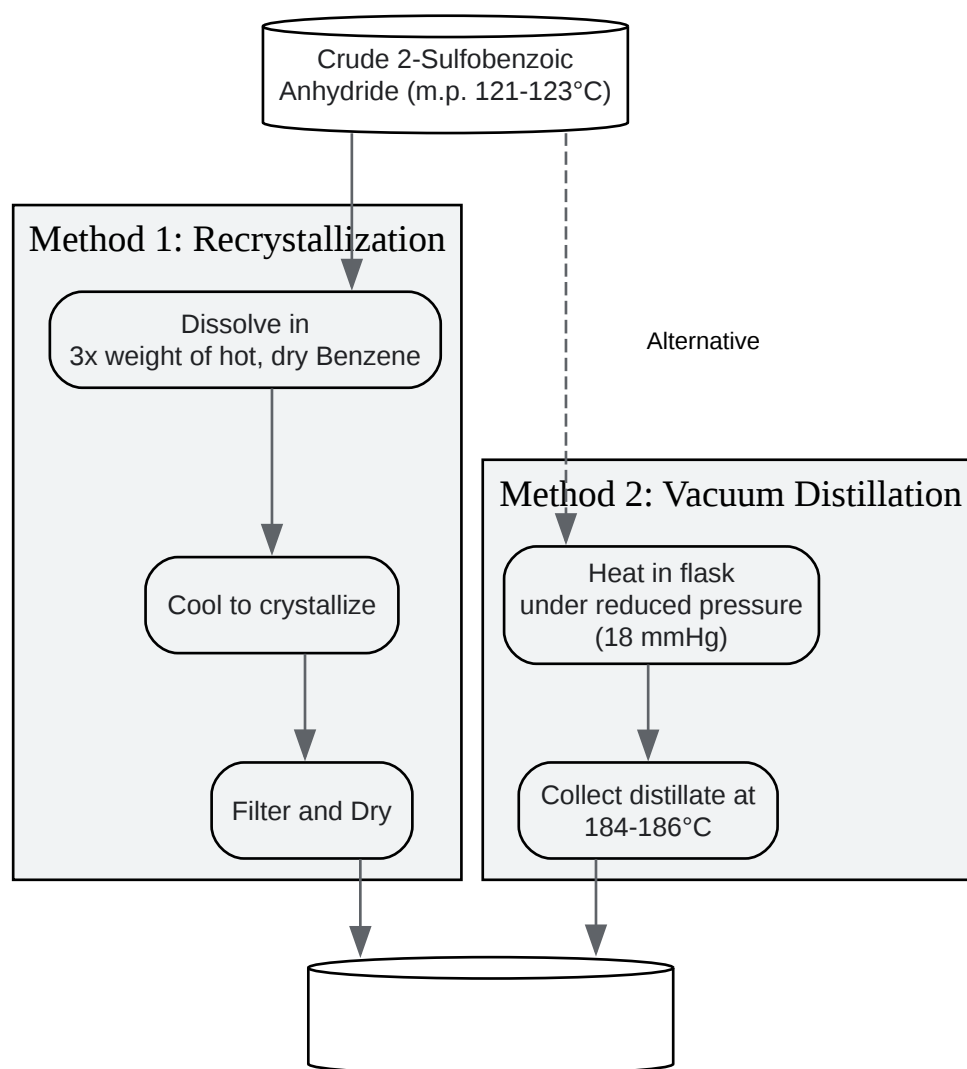 Crude 2-Sulfobenzoic
Anhydride (m.p. 121-123°C)
Method 1: Recrystallization
Dissolve in
3x weight of hot, dry Benzene
Alternative
Method 2: Vacuum Distillation
Cool to crystallize
Heat in flask
under reduced pressure
(18 mmHg)
Filter and Dry
Collect distillate at
184-186°C